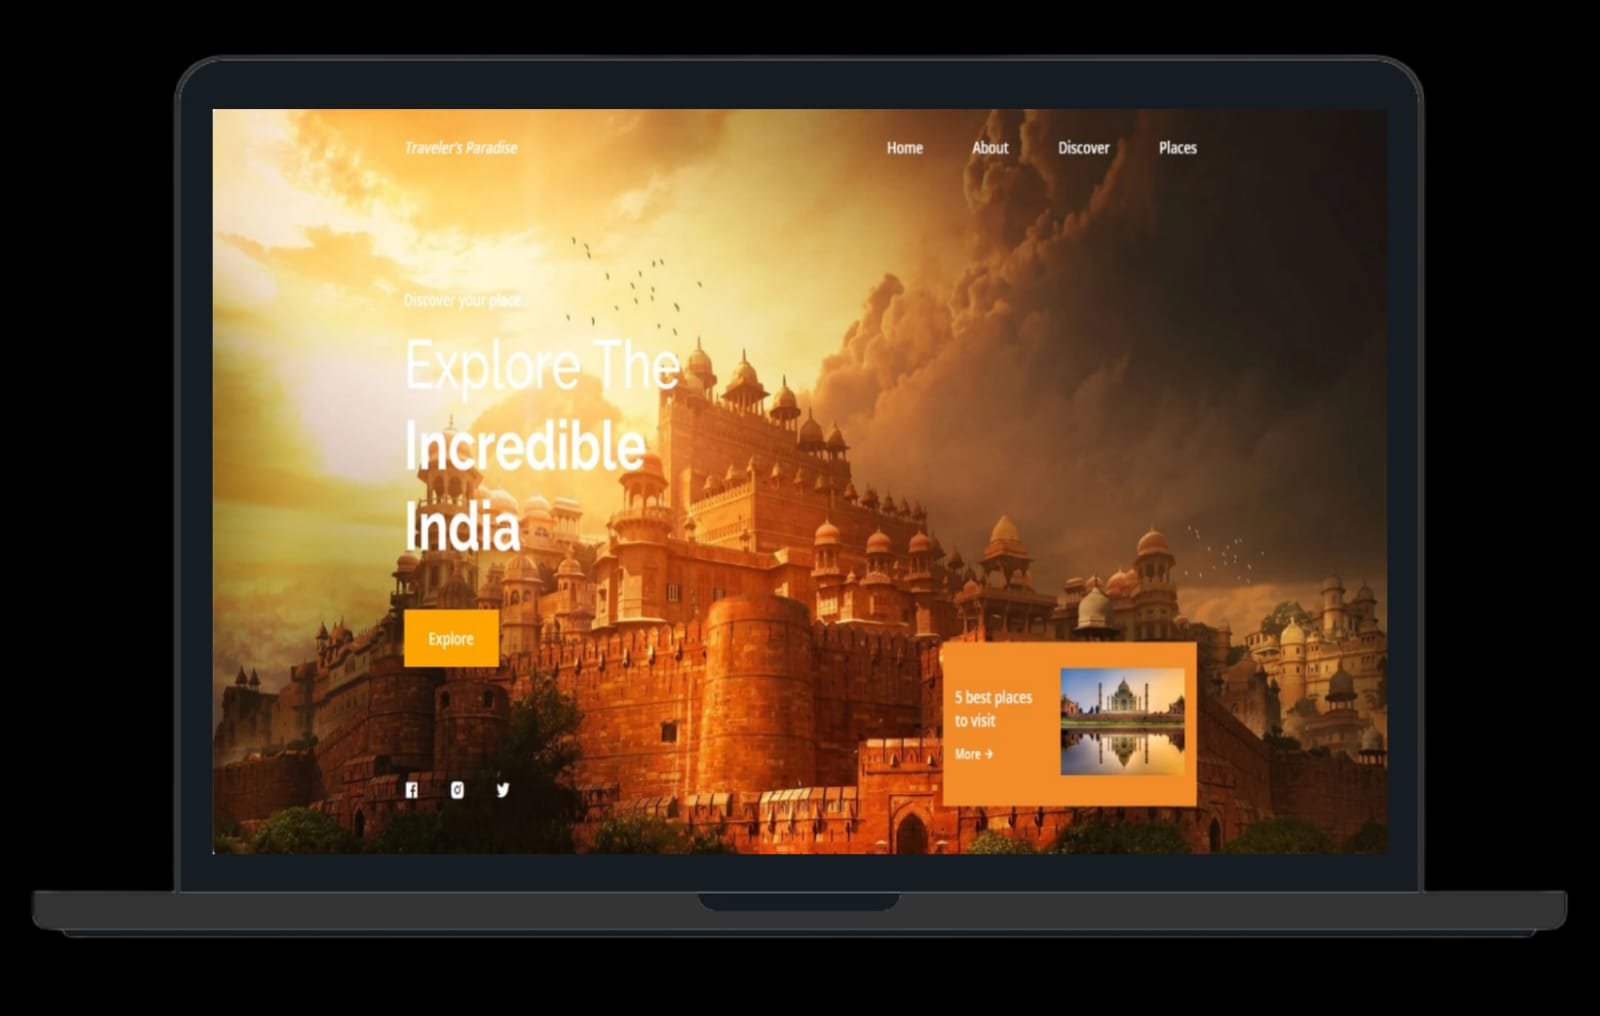 Traveler's Paradise
Home About Discover Places
Discover your place
Explore The
Incredible
India
Explore
5 best places
to visit
More →